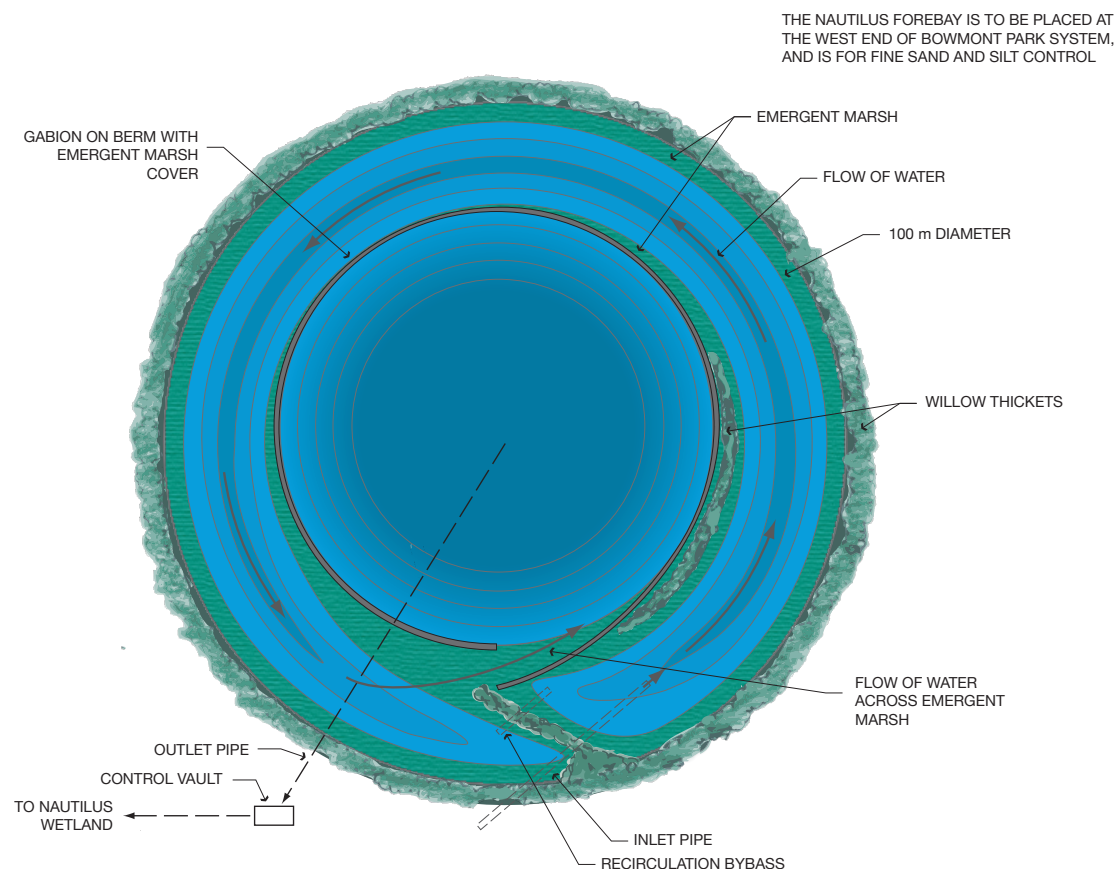 THE NAUTILUS FOREBAY IS TO BE PLACED AT
THE WEST END OF BOWMONT PARK SYSTEM,
AND IS FOR FINE SAND AND SILT CONTROL
EMERGENT MARSH
GABION ON BERM WITH
EMERGENT MARSH
COVER
FLOW OF WATER
100 m DIAMETER
WILLOW THICKETS
FLOW OF WATER
ACROSS EMERGENT
MARSH
OUTLET PIPE
CONTROL VAULT
TO NAUTILUS
WETLAND
INLET PIPE
RECIRCULATION BYBASS